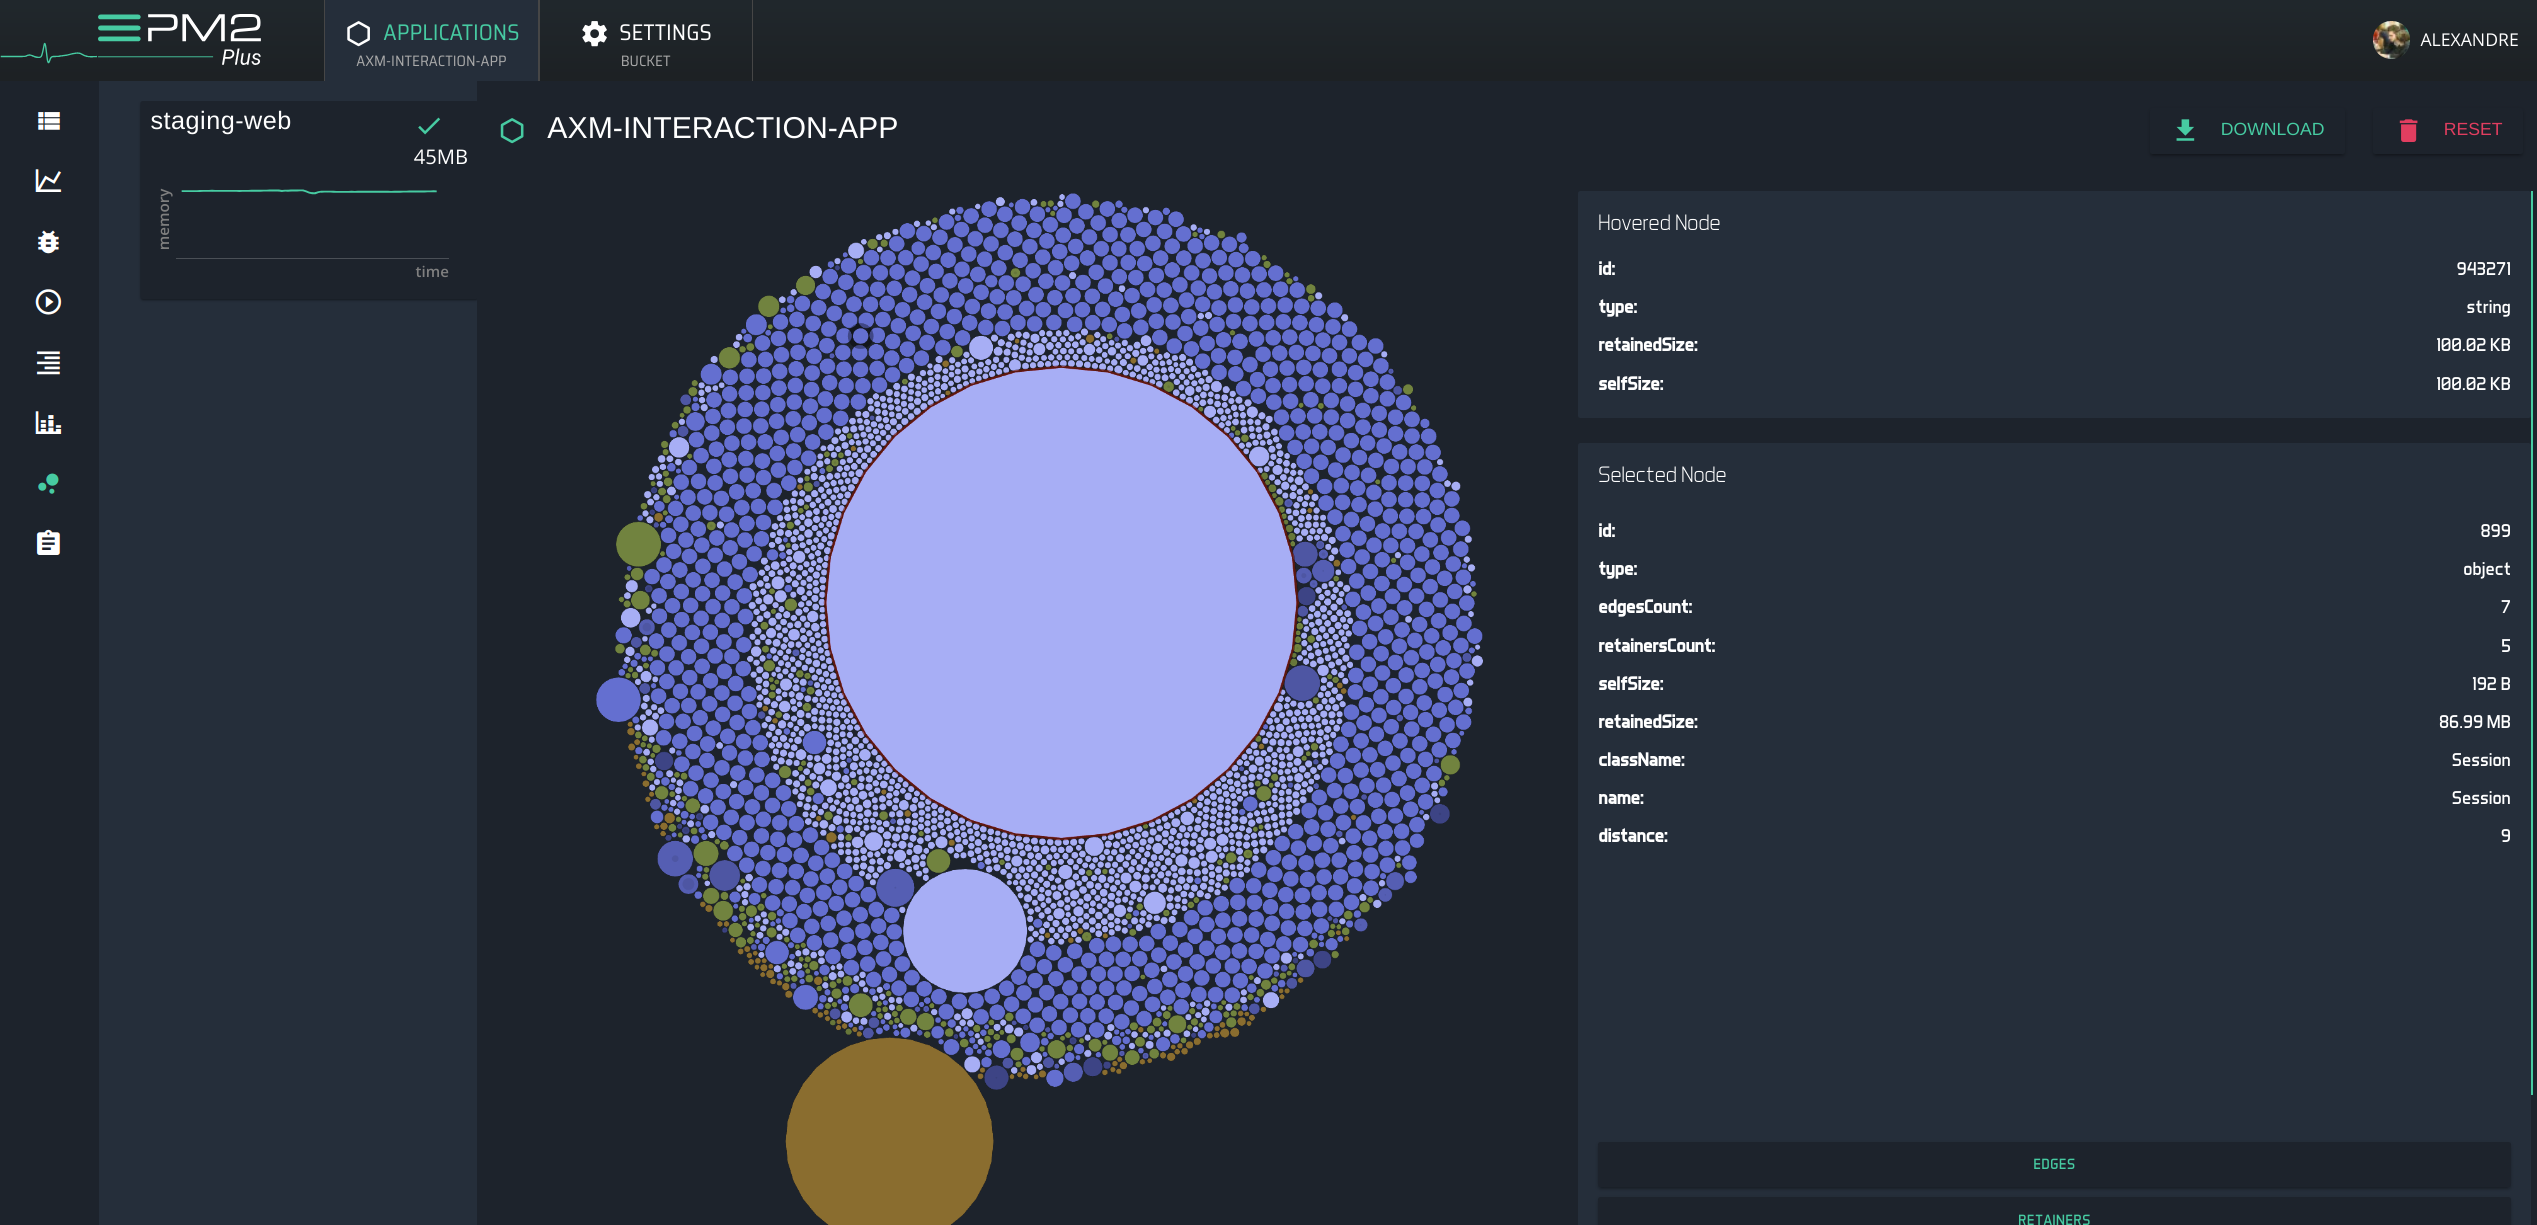 PM2
Plus
APPLICATIONS
AXM-INTERACTION-APP
SETTINGS
BUCKET
ALEXANDRE
staging-web
45MB
memory
time
AXM-INTERACTION-APP
DOWNLOAD
RESET
Hovered Node
id: 943271
type: string
retainedSize: 100.02 KB
selfSize: 100.02 KB
Selected Node
id: 899
type: object
edgesCount: 7
retainersCount: 5
selfSize: 192 B
retainedSize: 86.99 MB
className: Session
name: Session
distance: 9
EDGES
RETAINERS